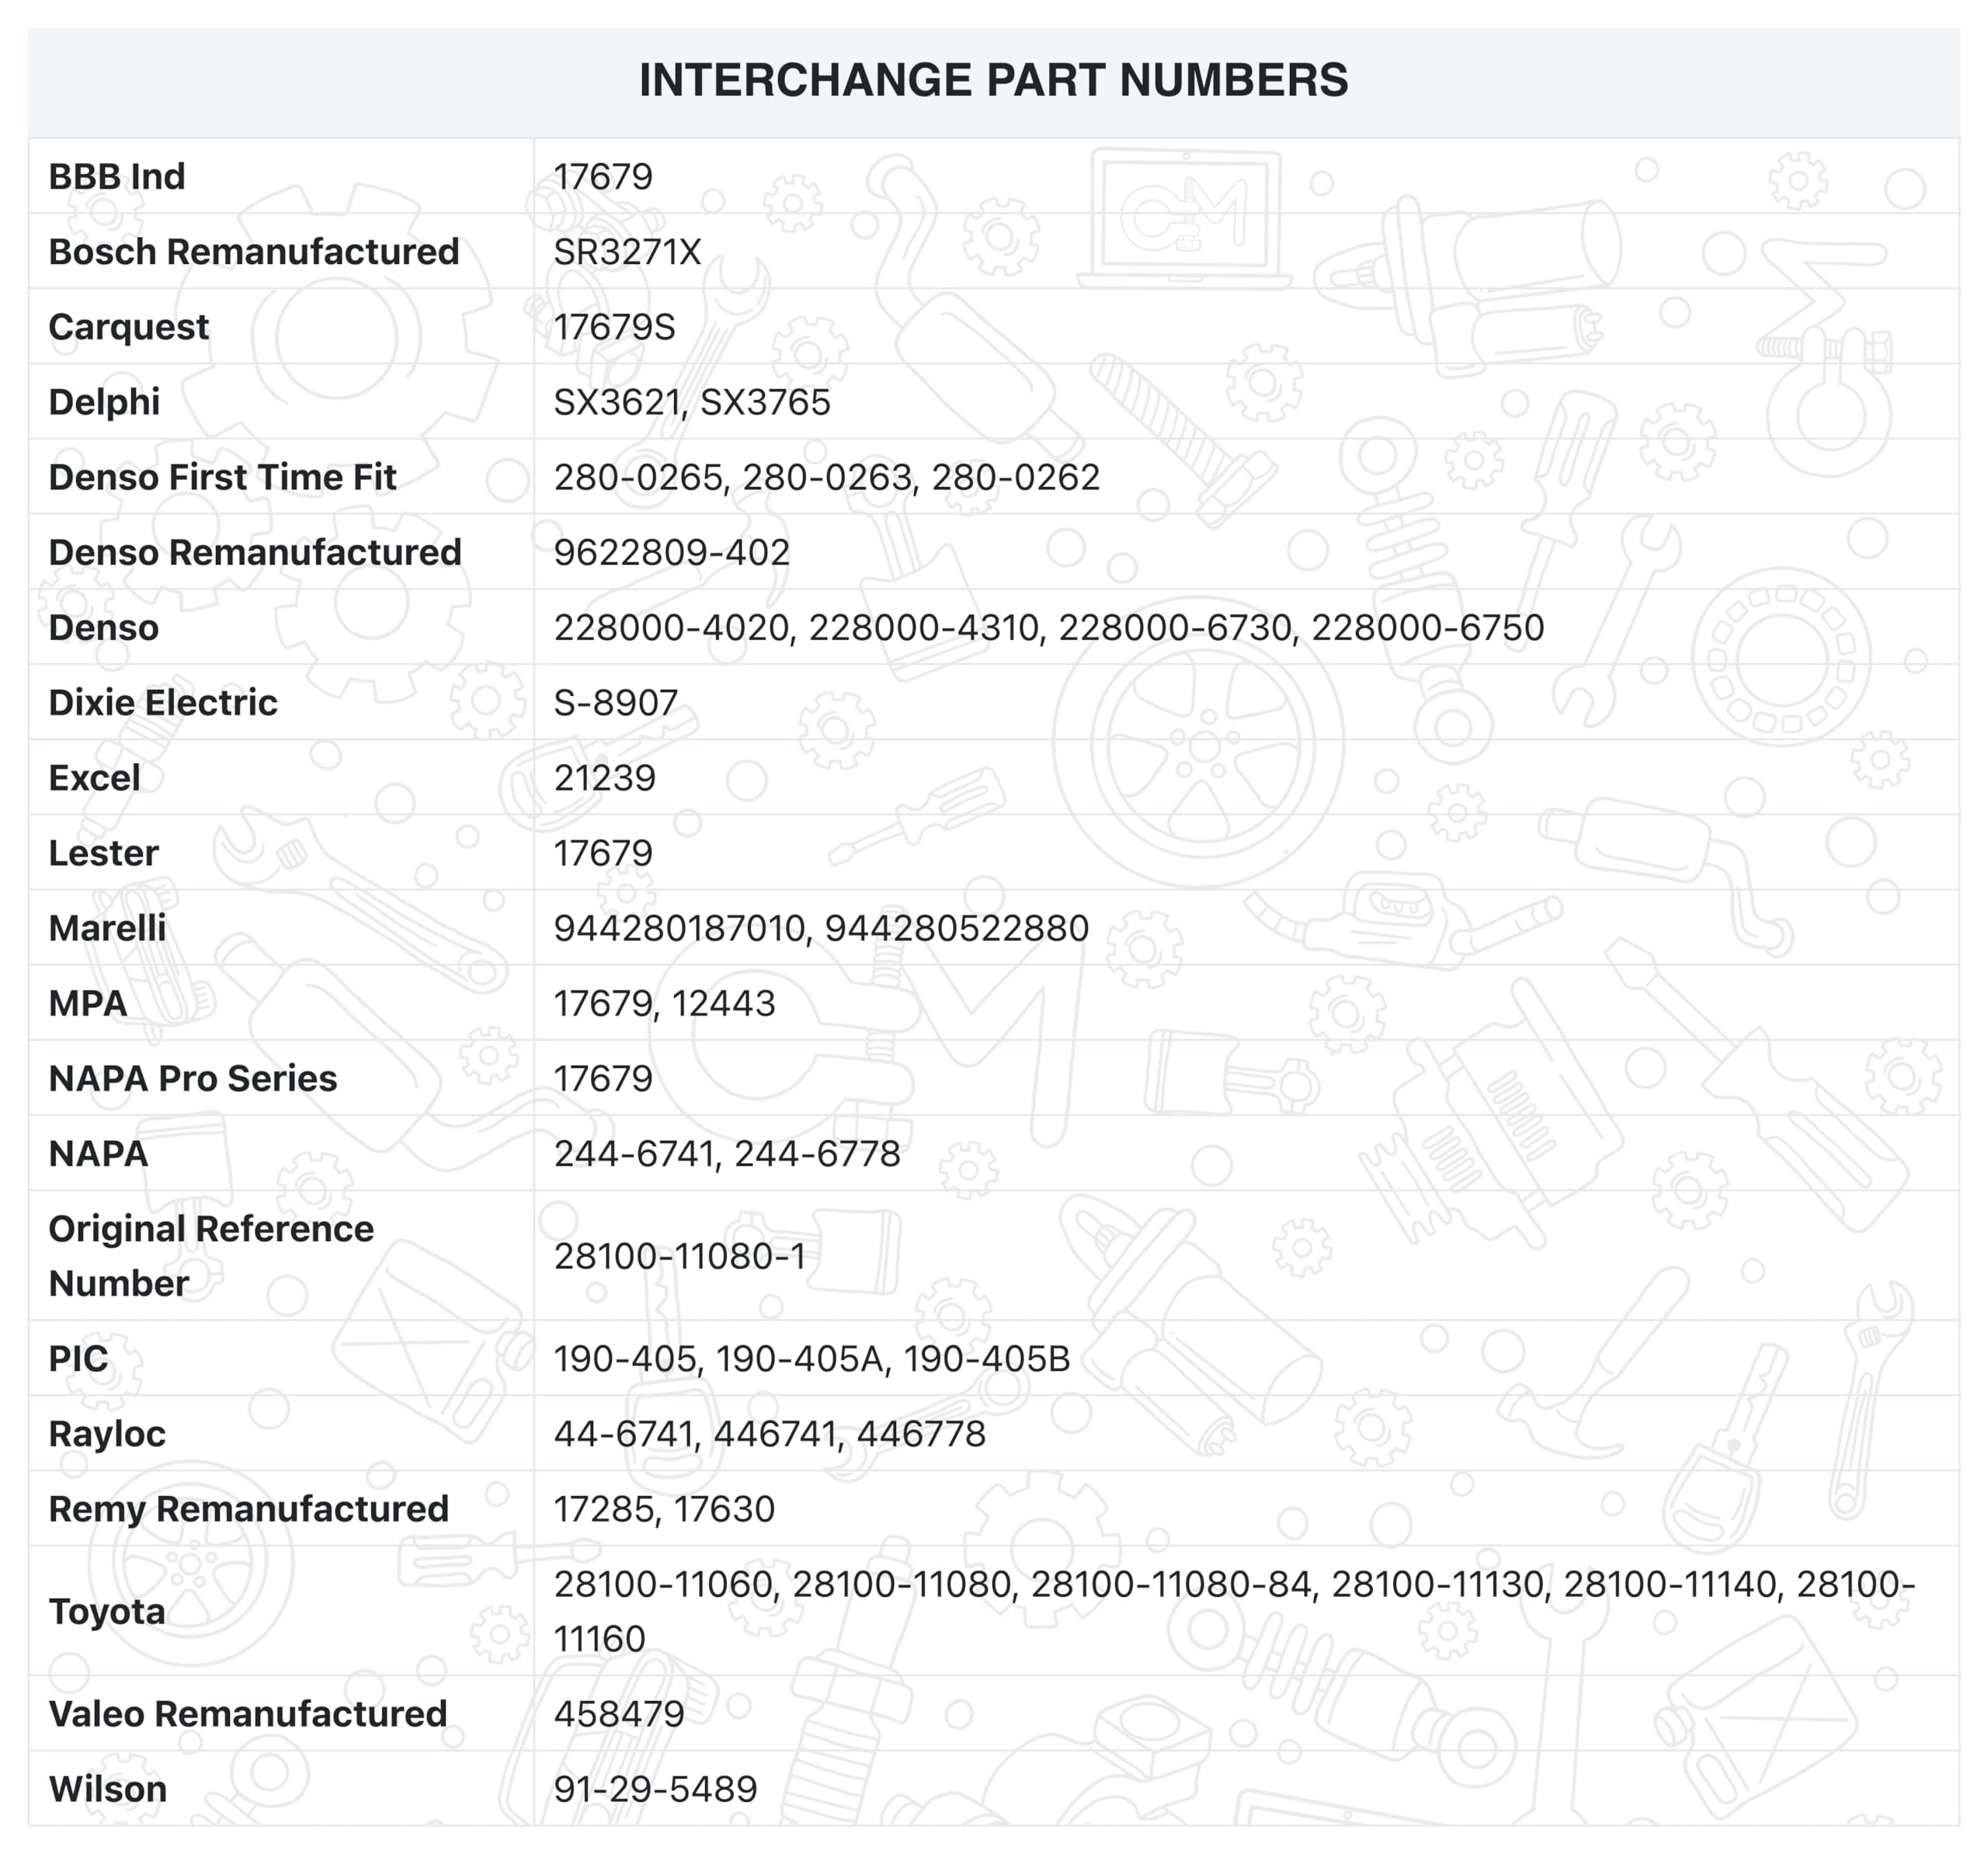 INTERCHANGE PART NUMBERS
BBB Ind 17679
Bosch Remanufactured SR3271X
Carquest 17679S
Delphi SX3621, SX3765
Denso First Time Fit 280-0265, 280-0263, 280-0262
Denso Remanufactured 9622809-402
Denso 228000-4020, 228000-4310, 228000-6730, 228000-6750
Dixie Electric S-8907
Excel 21239
Lester 17679
Marelli 944280187010, 944280522880
MPA 17679, 12443
NAPA Pro Series 17679
NAPA 244-6741, 244-6778
Original Reference
Number
28100-11080-1
PIC 190-405, 190-405A, 190-405B
Rayloc 44-6741, 446741, 446778
Remy Remanufactured 17285, 17630
Toyota
28100-11060, 28100-11080, 28100-11080-84, 28100-11130, 28100-11140, 28100-
11160
Valeo Remanufactured 458479
Wilson 91-29-5489